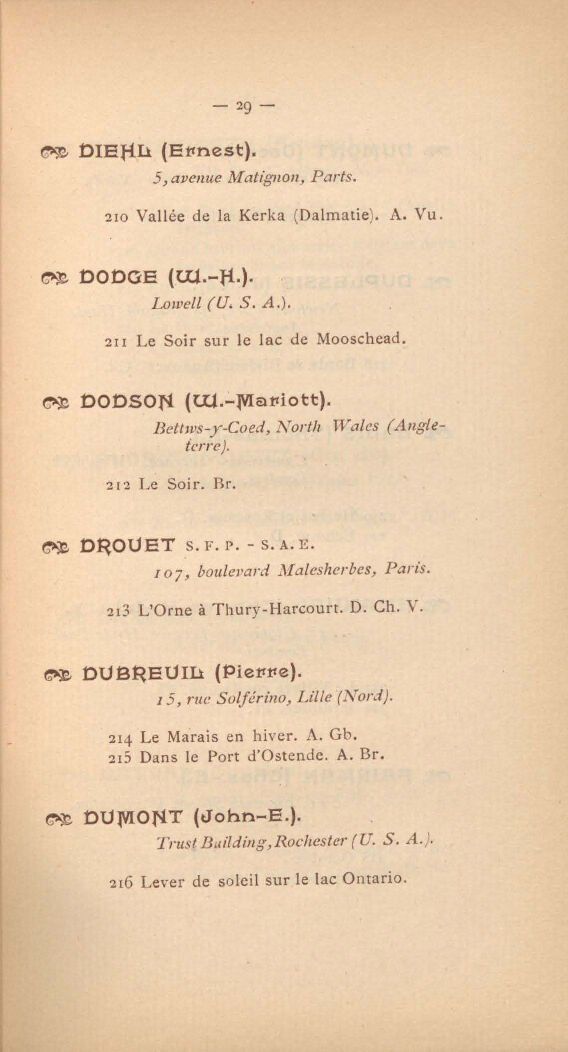 — 29 —
DIEHL (Ernest).
5, avenue Matignon, Parts.
210 Vallée de la Kerka (Dalmatie). A. Vu.
DODGE (W.-H.).
Lowell (U. S. A.).
211 Le Soir sur le lac de Mooschead.
DODSON (W.-Mariott).
Bettws-y-Coed, North Wales (Angle-
terre).
212 Le Soir. Br.
DROUET S. F. P. - S. A. E.
107, boulevard Malesherbes, Paris.
213 L'Orne à Thury-Harcourt. D. Ch. V.
DUBREUIL (Pierre).
15, rue Solférino, Lille (Nord).
214 Le Marais en hiver. A. Gb.
215 Dans le Port d'Ostende. A. Br.
DUMONT (John-E.).
Trust Building, Rochester (U. S. A.).
216 Lever de soleil sur le lac Ontario.